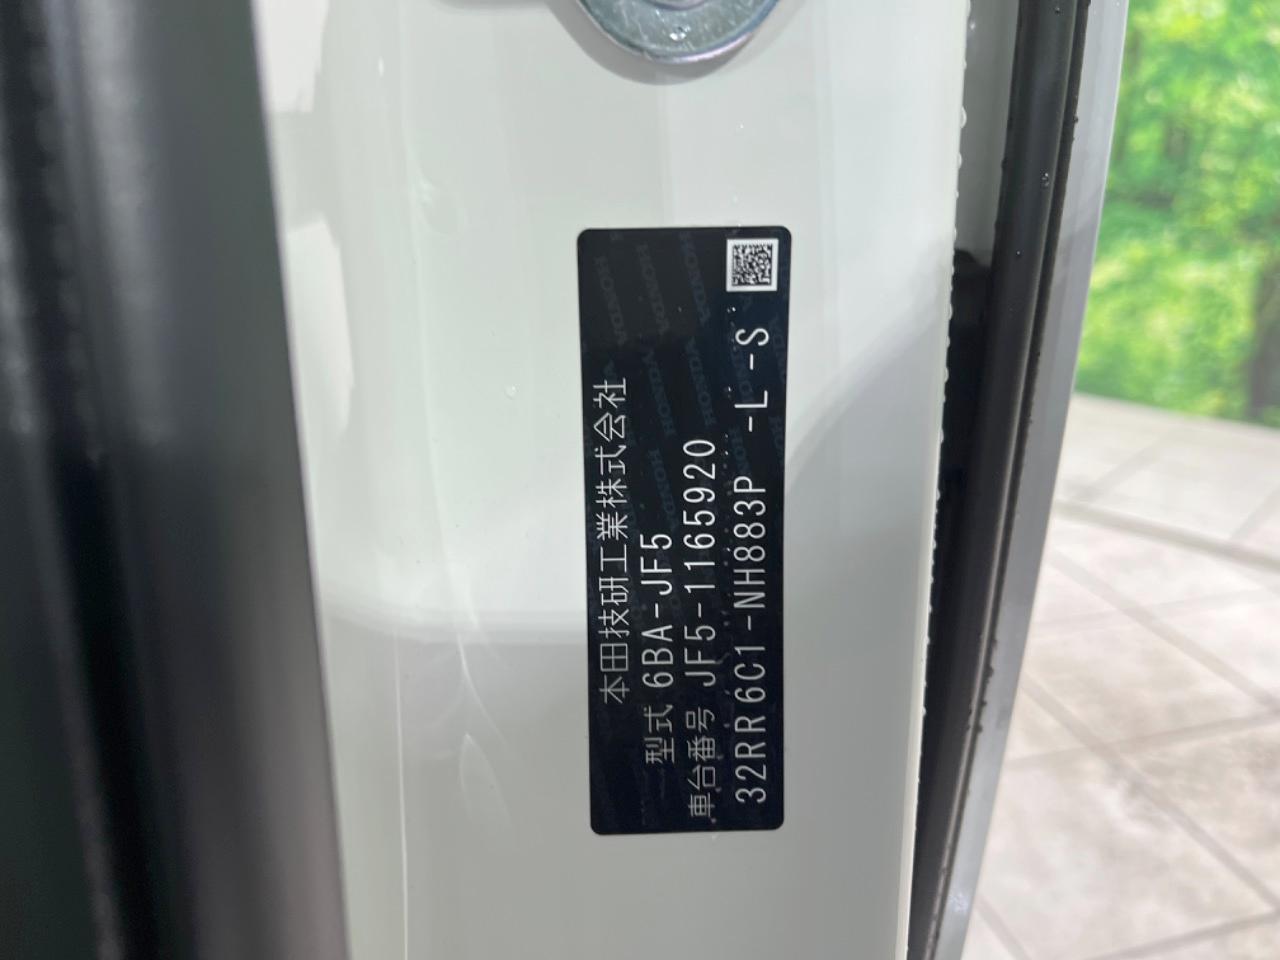 本田技研工業株式会社
型式 6BA-JF5
車台番号 JF5-1165920
32RR6C1-NH883P -L -S